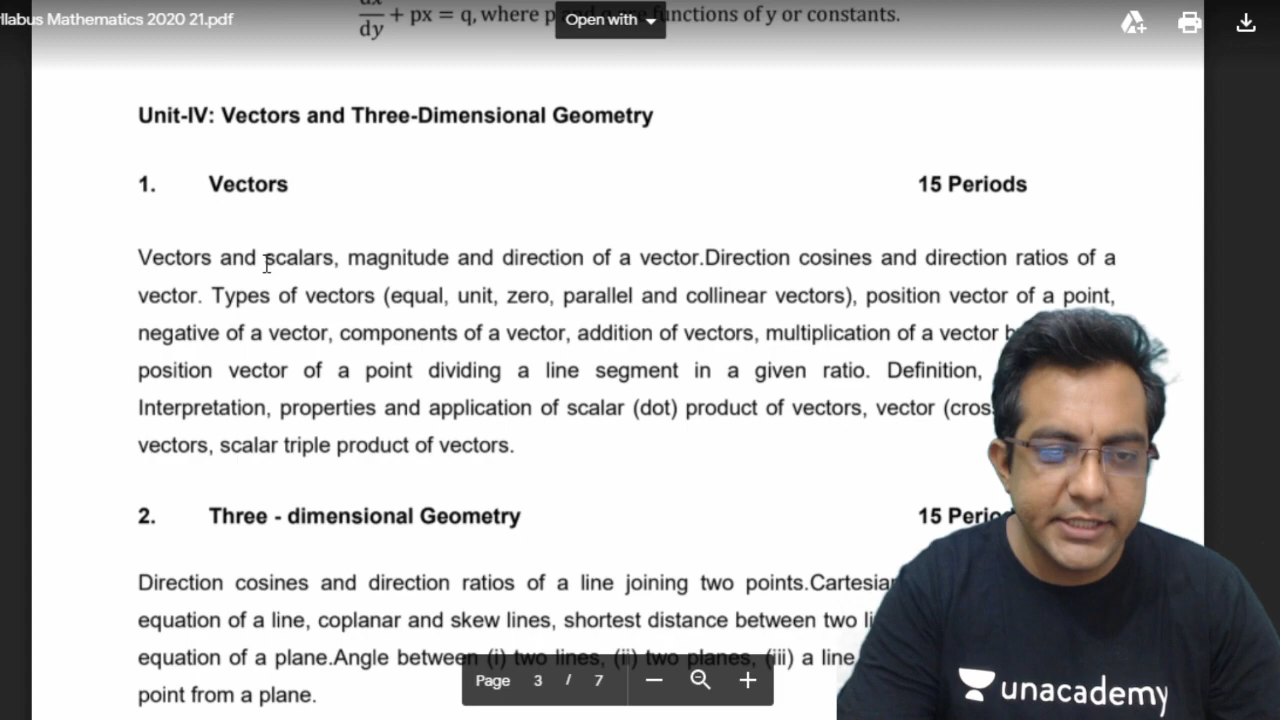 llabus Mathematics 2020 21.pdf
Open with
dy + px = q, where p functions of y or constants.
Unit-IV: Vectors and Three-Dimensional Geometry
1. Vectors 15 Periods
Vectors and scalars, magnitude and direction of a vector.Direction cosines and direction ratios of a
vector. Types of vectors (equal, unit, zero, parallel and collinear vectors), position vector of a point,
negative of a vector, components of a vector, addition of vectors, multiplication of a vector
position vector of a point dividing a line segment in a given ratio. Definition,
Interpretation, properties and application of scalar (dot) product of vectors, vector
vectors, scalar triple product of vectors.
2. Three - dimensional Geometry 15
Direction cosines and direction ratios of a line joining two points.
equation of a line, coplanar and skew lines, shortest distance between two
equation of a plane.Angle between (i) two lines, (ii) two planes, (iii) a line
point from a plane.
Page 3 / 7
unacademy